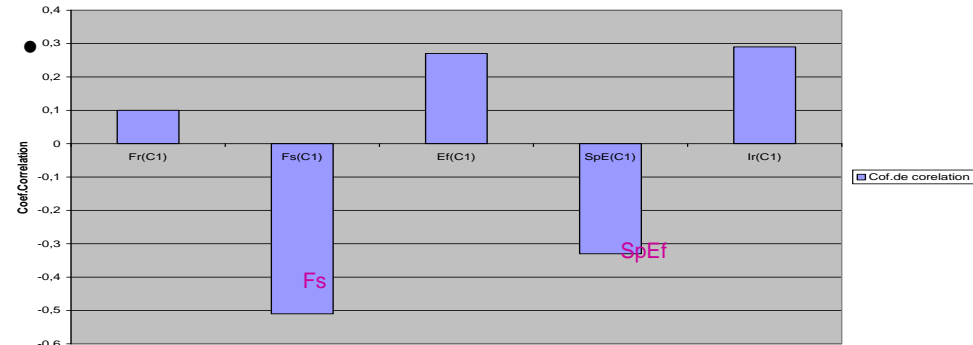 0,4
0,3
0,2
0,1
0
-0,1
-0,2
-0,3
-0,4
-0,5
-0,6
Coef.Correlation
Fr(C1) Fs(C1) Ef(C1) SpE(C1) Ir(C1)
Cof.de corelation
SpEf
Fs